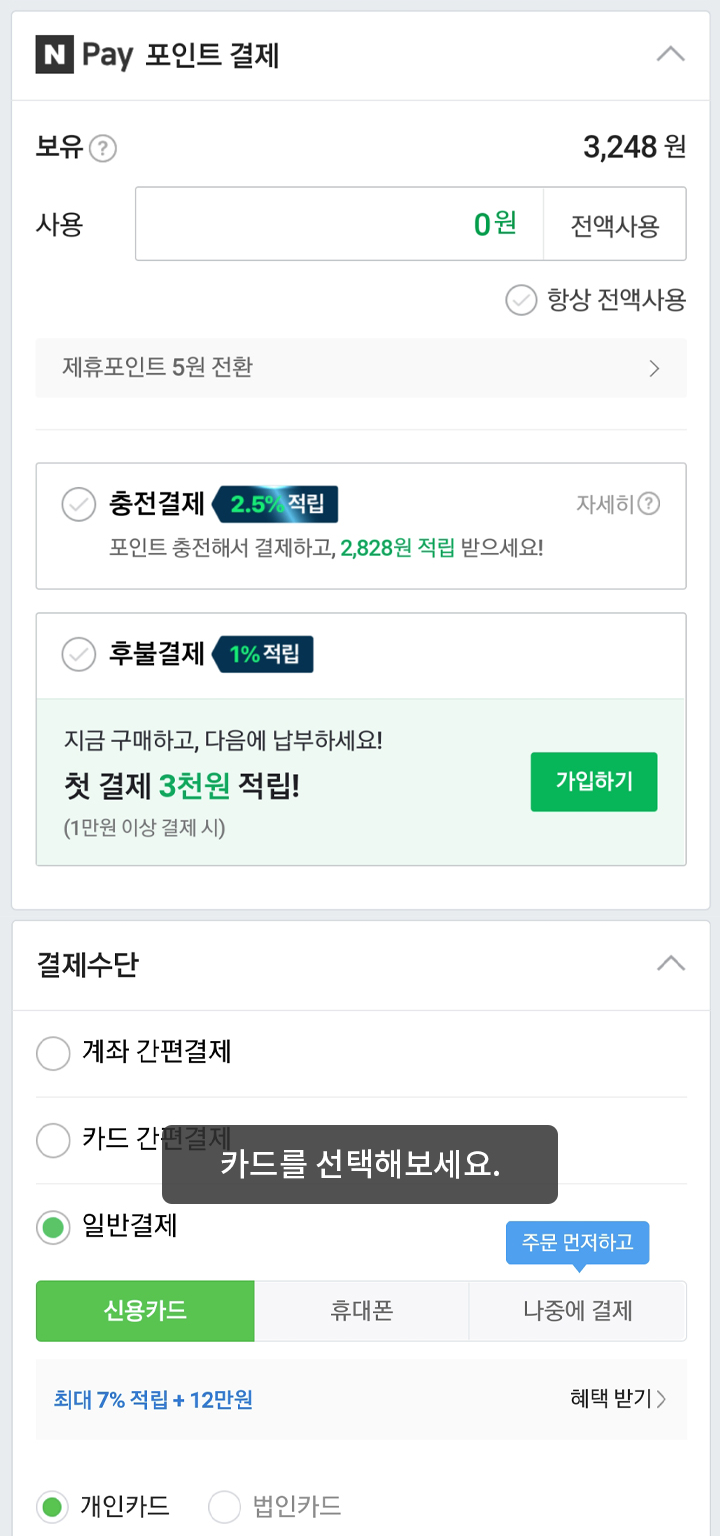 N Pay 포인트 결제
보유 ? 3,248 원
사용 0원 전액사용
항상 전액사용
제휴포인트 5원 전환
충전결제 2.5% 적립 자세히 ?
포인트 충전해서 결제하고, 2,828원 적립 받으세요!
후불결제 1% 적립
지금 구매하고, 다음에 납부하세요!
첫 결제 3천원 적립!
(1만원 이상 결제 시)
가입하기
결제수단
계좌 간편결제
카드 간편결제
카드를 선택해보세요.
일반결제
주문 먼저하고
신용카드 휴대폰 나중에 결제
최대 7% 적립 + 12만원 혜택 받기
개인카드 법인카드